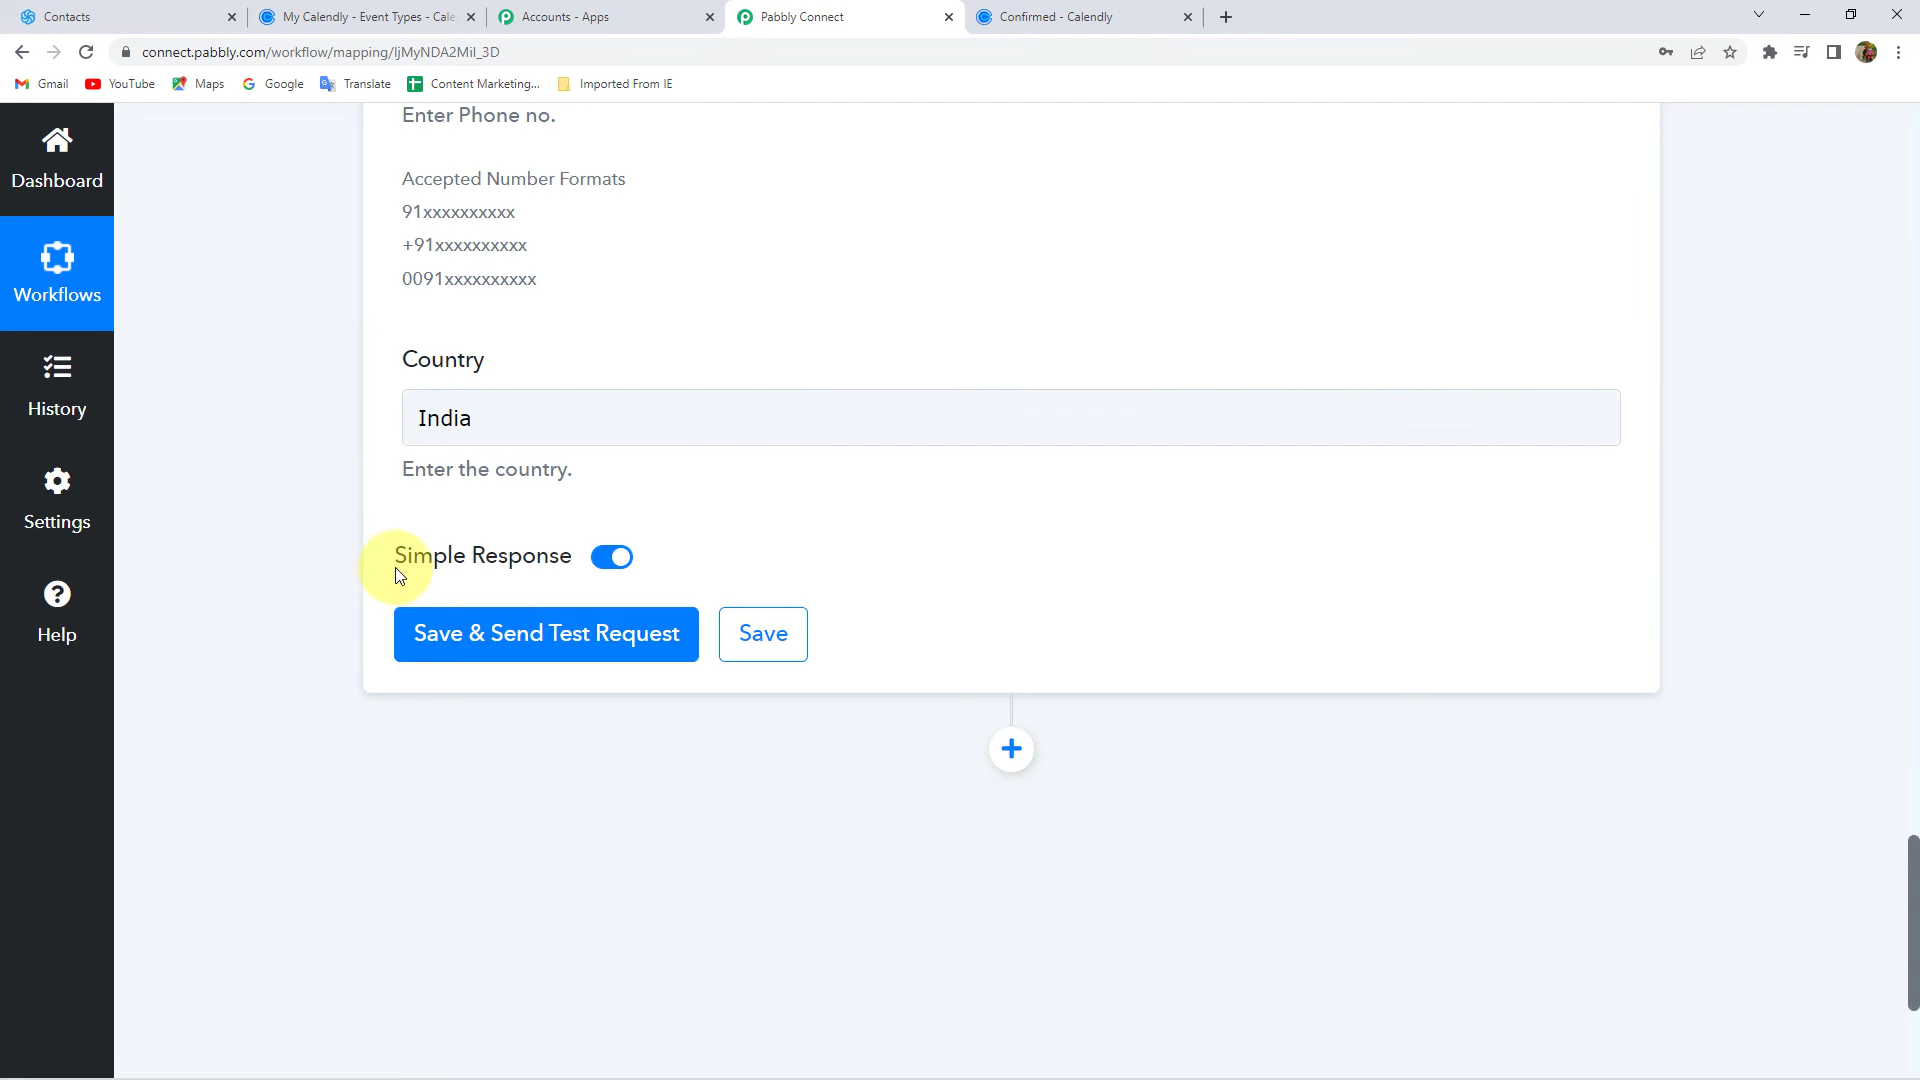 Contacts
My Calendly - Event Types - Cale
Accounts - Apps
Pabbly Connect
Confirmed - Calendly
connect.pabbly.com/workflow/mapping/IjMyNDA2MiI_3D
Gmail
YouTube
Maps
Google
Translate
Content Marketing...
Imported From IE
Dashboard
Workflows
History
Settings
Help
Enter Phone no.
Accepted Number Formats
91xxxxxxxxxx
+91xxxxxxxxxx
0091xxxxxxxxxx
Country
India
Enter the country.
Simple Response
Save & Send Test Request
Save